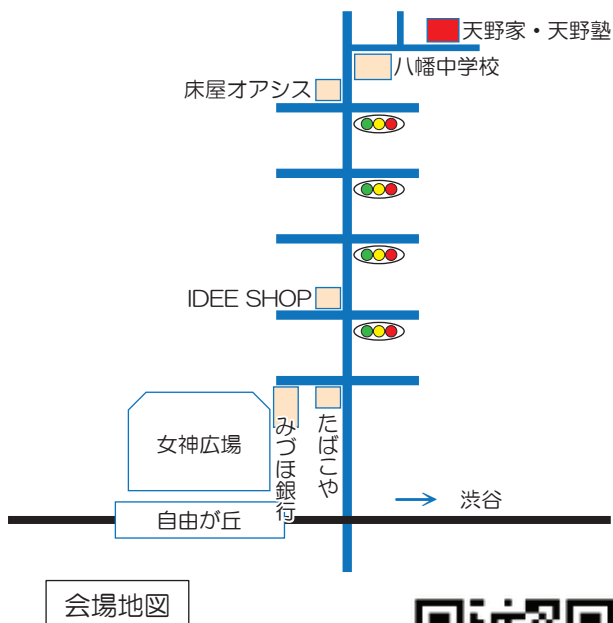 天野家・天野塾
八幡中学校
床屋オアシス
IDEE SHOP
女神広場
みづほ銀行
たばこや
渋谷
自由が丘
会場地図